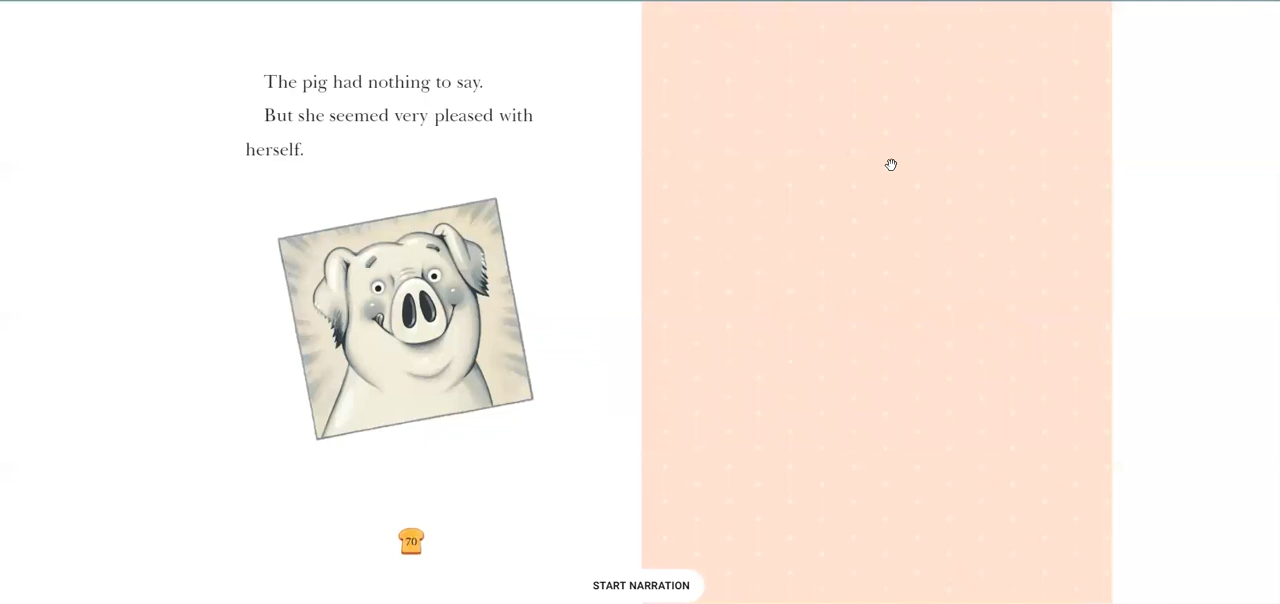 The pig had nothing to say.
But she seemed very pleased with
herself.
70
START NARRATION